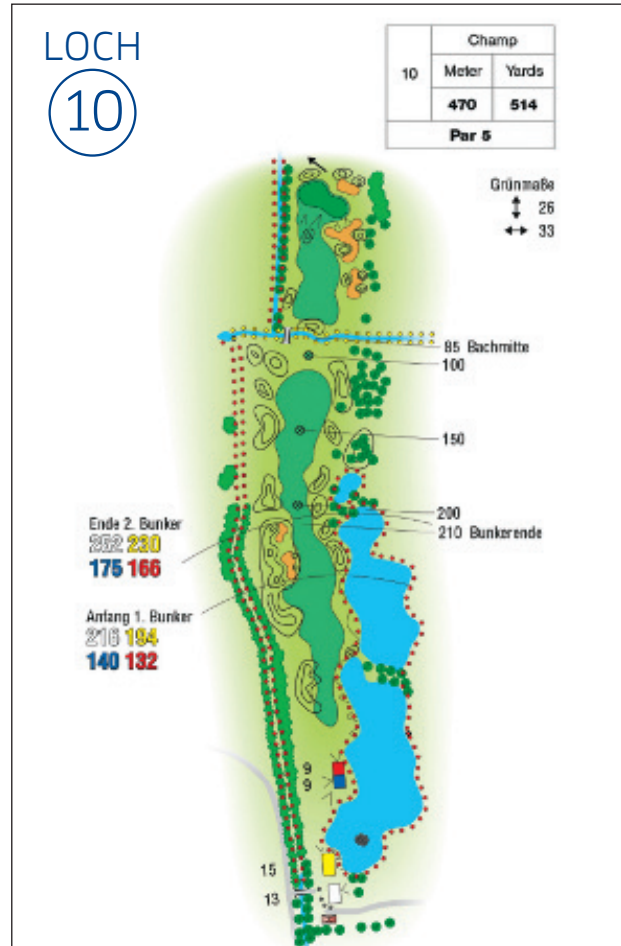 LOCH
10
Champ
10
Meter Yards
470 514
Par 5
Grünmaße
26
33
85 Bachmitte
100
150
200
210 Bunkerende
Ende 2. Bunker
252 230
175 166
Anfang 1. Bunker
216 194
140 132
9
9
15
13